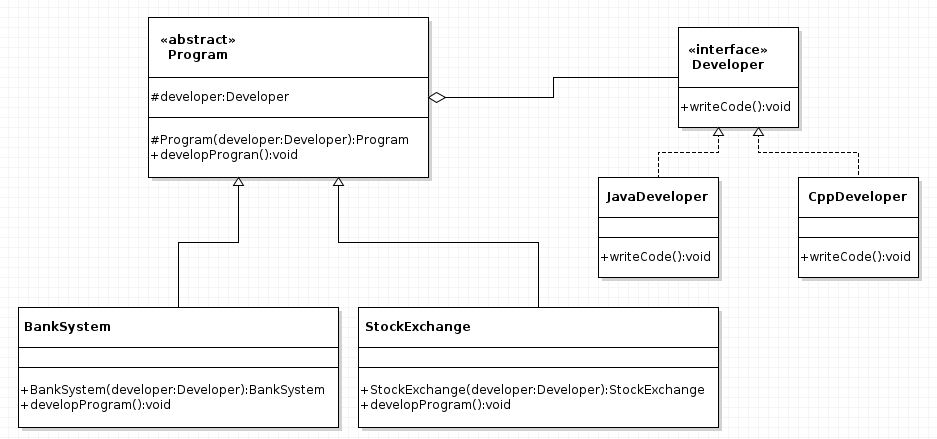 «abstract»
Program
#developer:Developer
#Program(developer:Developer):Program
+developProgran():void
«interface»
Developer
+writeCode():void
JavaDeveloper
+writeCode():void
CppDeveloper
+writeCode():void
BankSystem
+BankSystem(developer:Developer):BankSystem
+developProgram():void
StockExchange
+StockExchange(developer:Developer):StockExchange
+developProgram():void